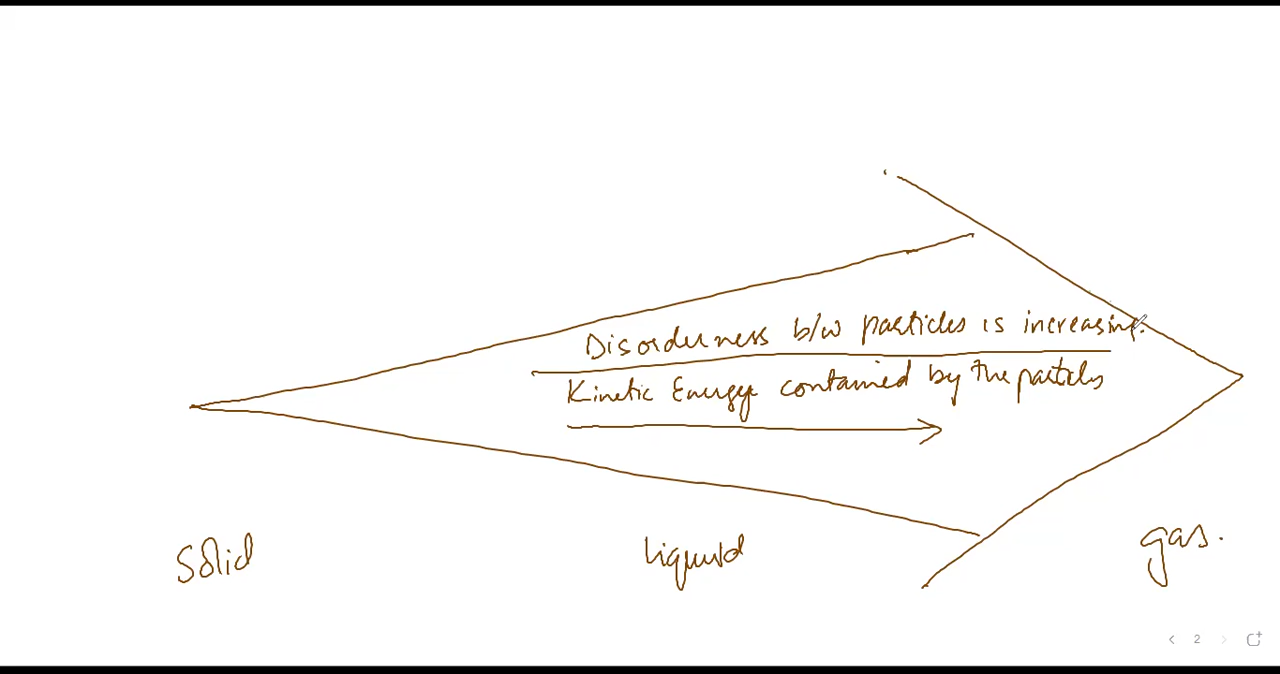 Disorderness b/w particles is increasing.
Kinetic Energy contained by the particles
Solid
Liquid
gas.
2